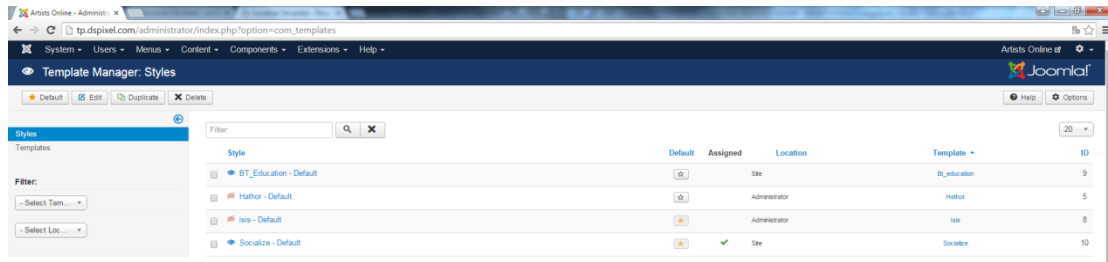 Artists Online - Administr
tp.dspixel.com/administrator/index.php?option=com_templates
System Users Menus Content Components Extensions Help Artists Online
Template Manager: Styles Joomla!
Default Edit Duplicate Delete Help Options
Styles
Templates
Filter: 20
Style Default Assigned Location Template ID
BT_Education - Default Site Bt_education 9
Hathor - Default Administrator Hathor 5
isis - Default Administrator Isis 8
Socialize - Default Site Socialize 10
Filter:
- Select Tem...
- Select Loc...